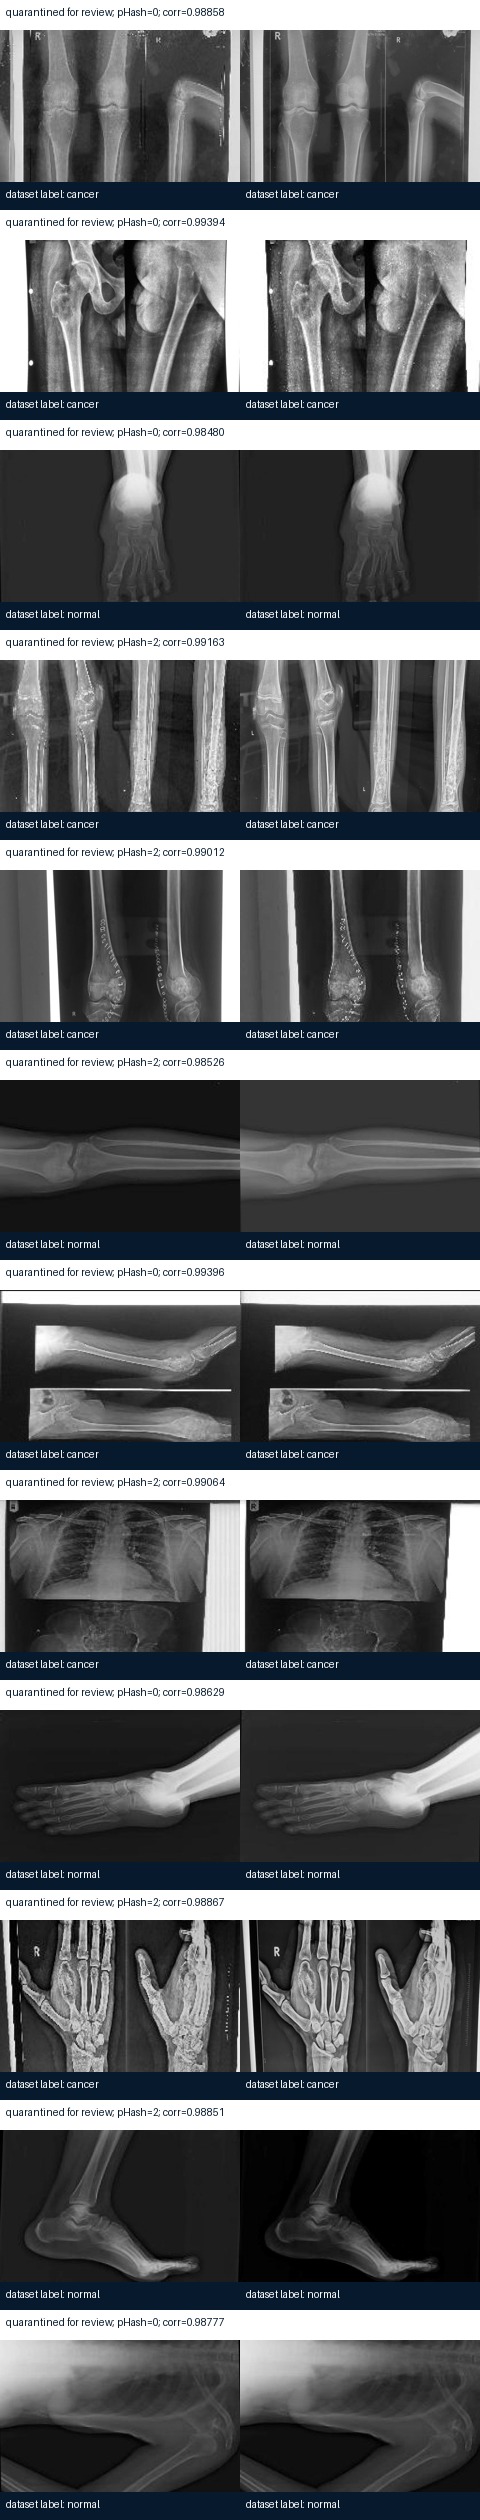 quarantined for review; pHash=0; corr=0.98858
R
R
R
R
dataset label: cancer
dataset label: cancer
quarantined for review; pHash=0; corr=0.99394
dataset label: cancer
dataset label: cancer
quarantined for review; pHash=0; corr=0.98480
dataset label: normal
dataset label: normal
quarantined for review; pHash=2; corr=0.99163
L
L
dataset label: cancer
dataset label: cancer
quarantined for review; pHash=2; corr=0.99012
R
dataset label: cancer
dataset label: cancer
quarantined for review; pHash=2; corr=0.98526
dataset label: normal
dataset label: normal
quarantined for review; pHash=0; corr=0.99396
dataset label: cancer
dataset label: cancer
quarantined for review; pHash=2; corr=0.99064
R
dataset label: cancer
dataset label: cancer
quarantined for review; pHash=0; corr=0.98629
dataset label: normal
dataset label: normal
quarantined for review; pHash=2; corr=0.98867
R
R
dataset label: cancer
dataset label: cancer
quarantined for review; pHash=2; corr=0.98851
dataset label: normal
dataset label: normal
quarantined for review; pHash=0; corr=0.98777
dataset label: normal
dataset label: normal